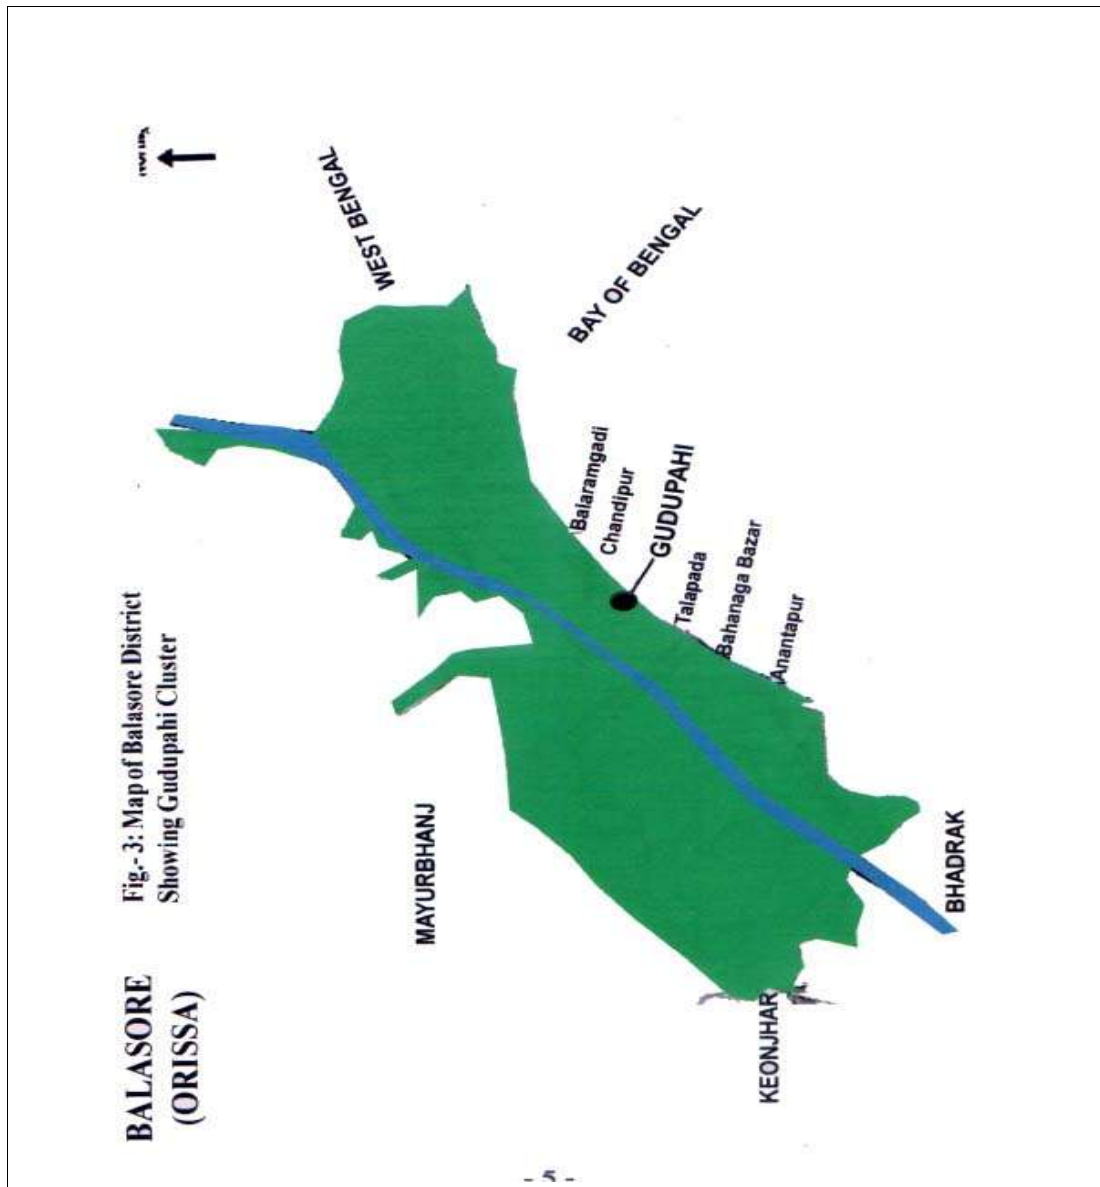 BALASORE
(ORISSA)
Fig.- 3: Map of Balasore District
Showing Gudupahi Cluster
WEST BENGAL
BAY OF BENGAL
MAYURBHANJ
Balaramgadi
Chandipur
GUDUPAHI
Talapada
Bahanaga Bazar
Anantapur
KEONJHAR
BHADRAK
- 5 -